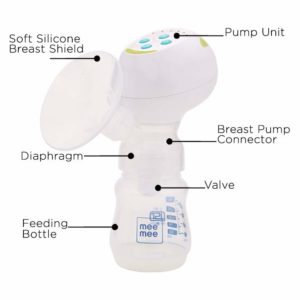 Soft Silicone
Breast Shield
Pump Unit
Breast Pump
Connector
Diaphragm
Valve
Feeding
Bottle
mee
mee